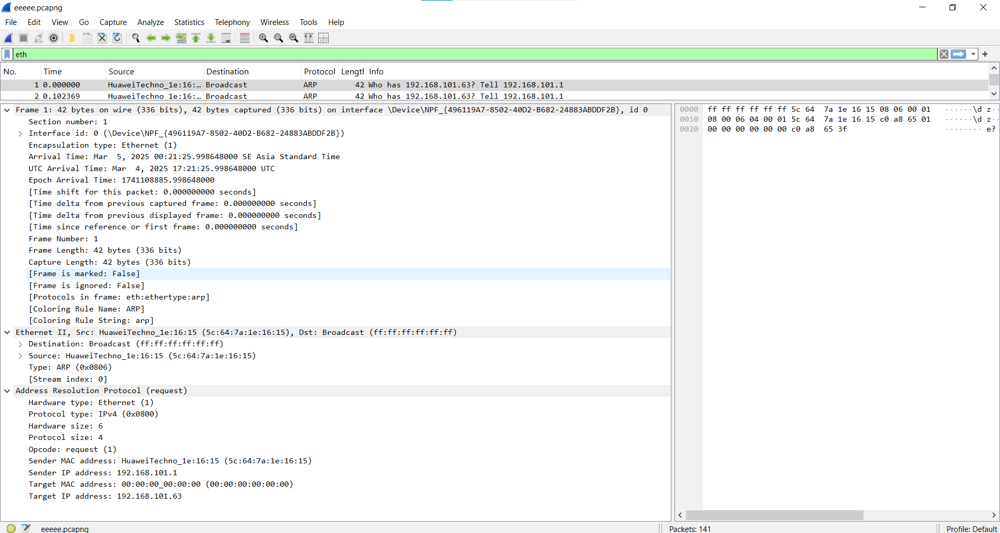 eeeee.pcapng
File Edit View Go Capture Analyze Statistics Telephony Wireless Tools Help
eth
No. Time Source Destination Protocol Lengtl Info
1 0.000000 HuaweiTechno_1e:16:… Broadcast ARP 42 Who has 192.168.101.63? Tell 192.168.101.1
2 0.102369 HuaweiTechno_1e:16:… Broadcast ARP 42 Who has 192.168.101.63? Tell 192.168.101.1
Frame 1: 42 bytes on wire (336 bits), 42 bytes captured (336 bits) on interface \Device\NPF_{496119A7-8502-40D2-B682-24883ABDDF2B}, id 0
Section number: 1
Interface id: 0 (\Device\NPF_{496119A7-8502-40D2-B682-24883ABDDF2B})
Encapsulation type: Ethernet (1)
Arrival Time: Mar  5, 2025 00:21:25.998648000 SE Asia Standard Time
UTC Arrival Time: Mar  4, 2025 17:21:25.998648000 UTC
Epoch Arrival Time: 1741108885.998648000
[Time shift for this packet: 0.000000000 seconds]
[Time delta from previous captured frame: 0.000000000 seconds]
[Time delta from previous displayed frame: 0.000000000 seconds]
[Time since reference or first frame: 0.000000000 seconds]
Frame Number: 1
Frame Length: 42 bytes (336 bits)
Capture Length: 42 bytes (336 bits)
[Frame is marked: False]
[Frame is ignored: False]
[Protocols in frame: eth:ethertype:arp]
[Coloring Rule Name: ARP]
[Coloring Rule String: arp]
Ethernet II, Src: HuaweiTechno_1e:16:15 (5c:64:7a:1e:16:15), Dst: Broadcast (ff:ff:ff:ff:ff:ff)
Destination: Broadcast (ff:ff:ff:ff:ff:ff)
Source: HuaweiTechno_1e:16:15 (5c:64:7a:1e:16:15)
Type: ARP (0x0806)
[Stream index: 0]
Address Resolution Protocol (request)
Hardware type: Ethernet (1)
Protocol type: IPv4 (0x0800)
Hardware size: 6
Protocol size: 4
Opcode: request (1)
Sender MAC address: HuaweiTechno_1e:16:15 (5c:64:7a:1e:16:15)
Sender IP address: 192.168.101.1
Target MAC address: 00:00:00_00:00:00 (00:00:00:00:00:00)
Target IP address: 192.168.101.63
0000 ff ff ff ff ff ff 5c 64 7a 1e 16 15 08 06 00 01 ······\d z··
0010 08 00 06 04 00 01 5c 64 7a 1e 16 15 c0 a8 65 01 ······\d z··
0020 00 00 00 00 00 00 c0 a8 65 3f ········ e?
eeeee.pcapng
Packets: 141
Profile: Default